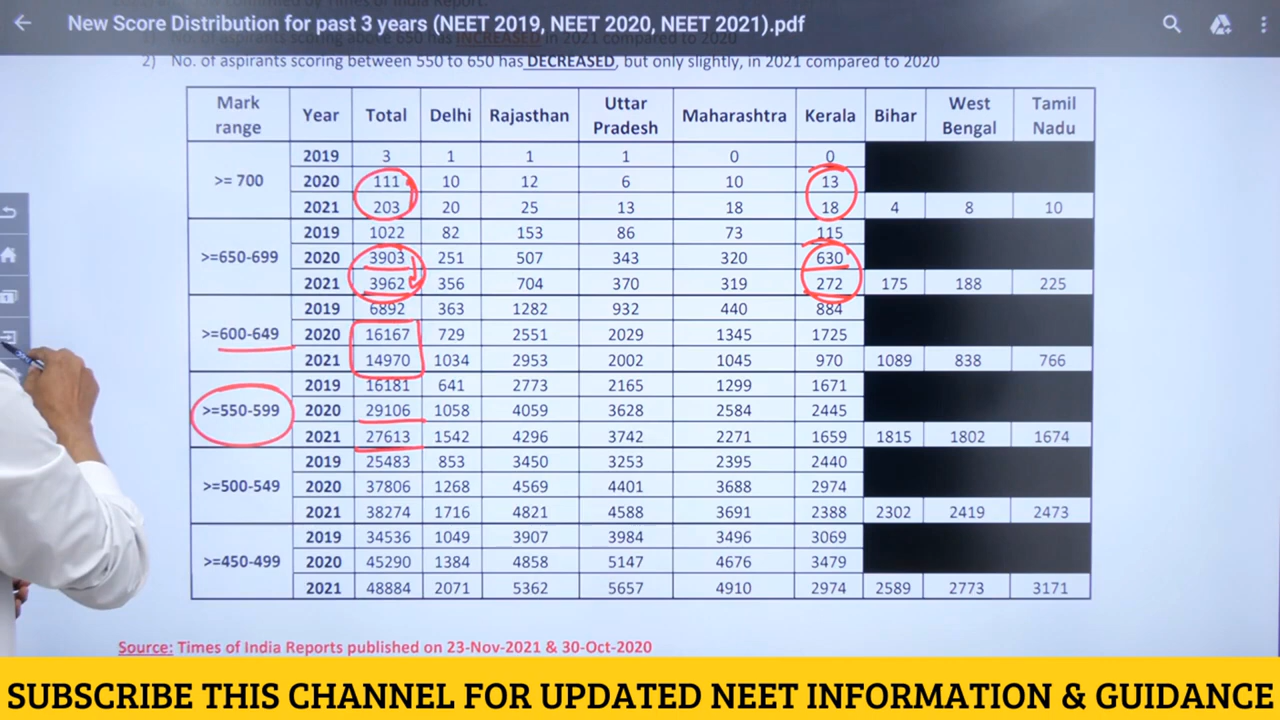 New Score Distribution for past 3 years (NEET 2019, NEET 2020, NEET 2021).pdf
2) No. of aspirants scoring between 550 to 650 has DECREASED, but only slightly, in 2021 compared to 2020
Mark range Year Total Delhi Rajasthan Uttar Pradesh Maharashtra Kerala Bihar West Bengal Tamil Nadu
>= 700
2019 3 1 1 1 0 0
2020 111 10 12 6 10 13
2021 203 20 25 13 18 18 4 8 10
>=650-699
2019 1022 82 153 86 73 115
2020 3903 251 507 343 320 630
2021 3962 356 704 370 319 272 175 188 225
>=600-649
2019 6892 363 1282 932 440 884
2020 16167 729 2551 2029 1345 1725
2021 14970 1034 2953 2002 1045 970 1089 838 766
>=550-599
2019 16181 641 2773 2165 1299 1671
2020 29106 1058 4059 3628 2584 2445
2021 27613 1542 4296 3742 2271 1659 1815 1802 1674
>=500-549
2019 25483 853 3450 3253 2395 2440
2020 37806 1268 4569 4401 3688 2974
2021 38274 1716 4821 4588 3691 2388 2302 2419 2473
>=450-499
2019 34536 1049 3907 3984 3496 3069
2020 45290 1384 4858 5147 4676 3479
2021 48884 2071 5362 5657 4910 2974 2589 2773 3171
Source: Times of India Reports published on 23-Nov-2021 & 30-Oct-2020
SUBSCRIBE THIS CHANNEL FOR UPDATED NEET INFORMATION & GUIDANCE